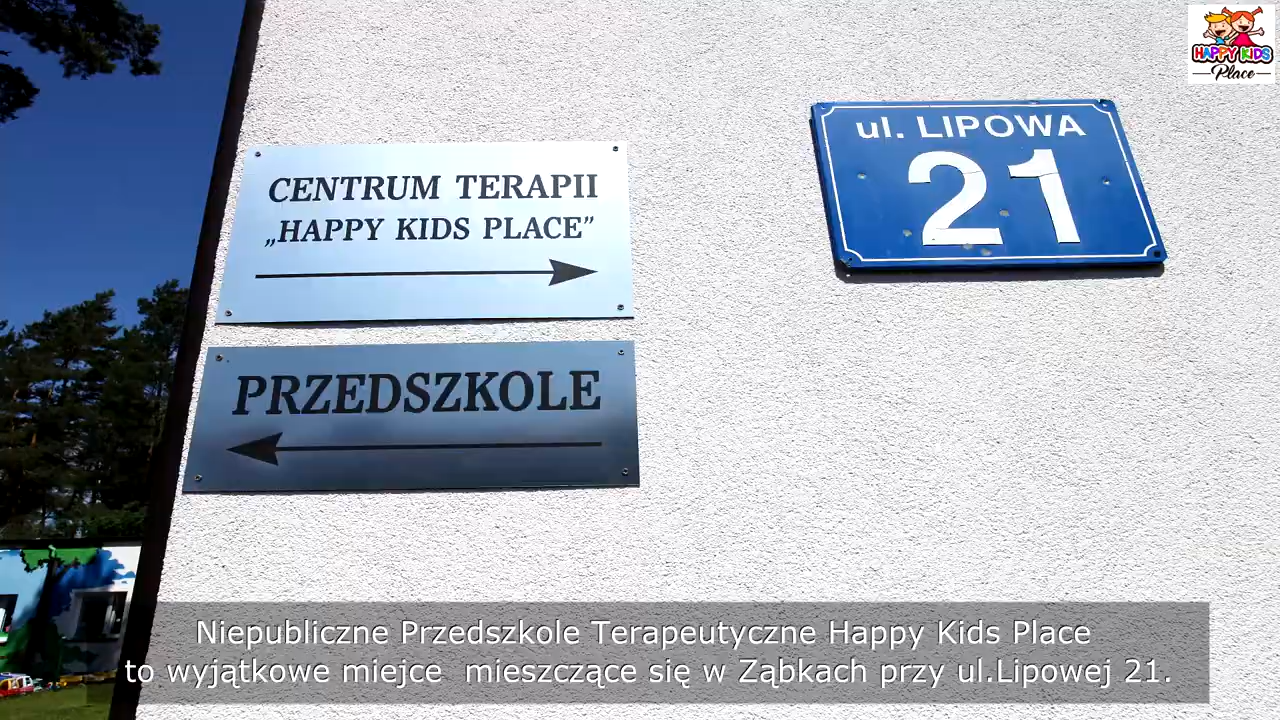 HAPPY KIDS
Place
ul. LIPOWA
21
CENTRUM TERAPII
„HAPPY KIDS PLACE”
PRZEDSZKOLE
Niepubliczne Przedszkole Terapeutyczne Happy Kids Place
to wyjątkowe miejce  mieszczące się w Ząbkach przy ul.Lipowej 21.